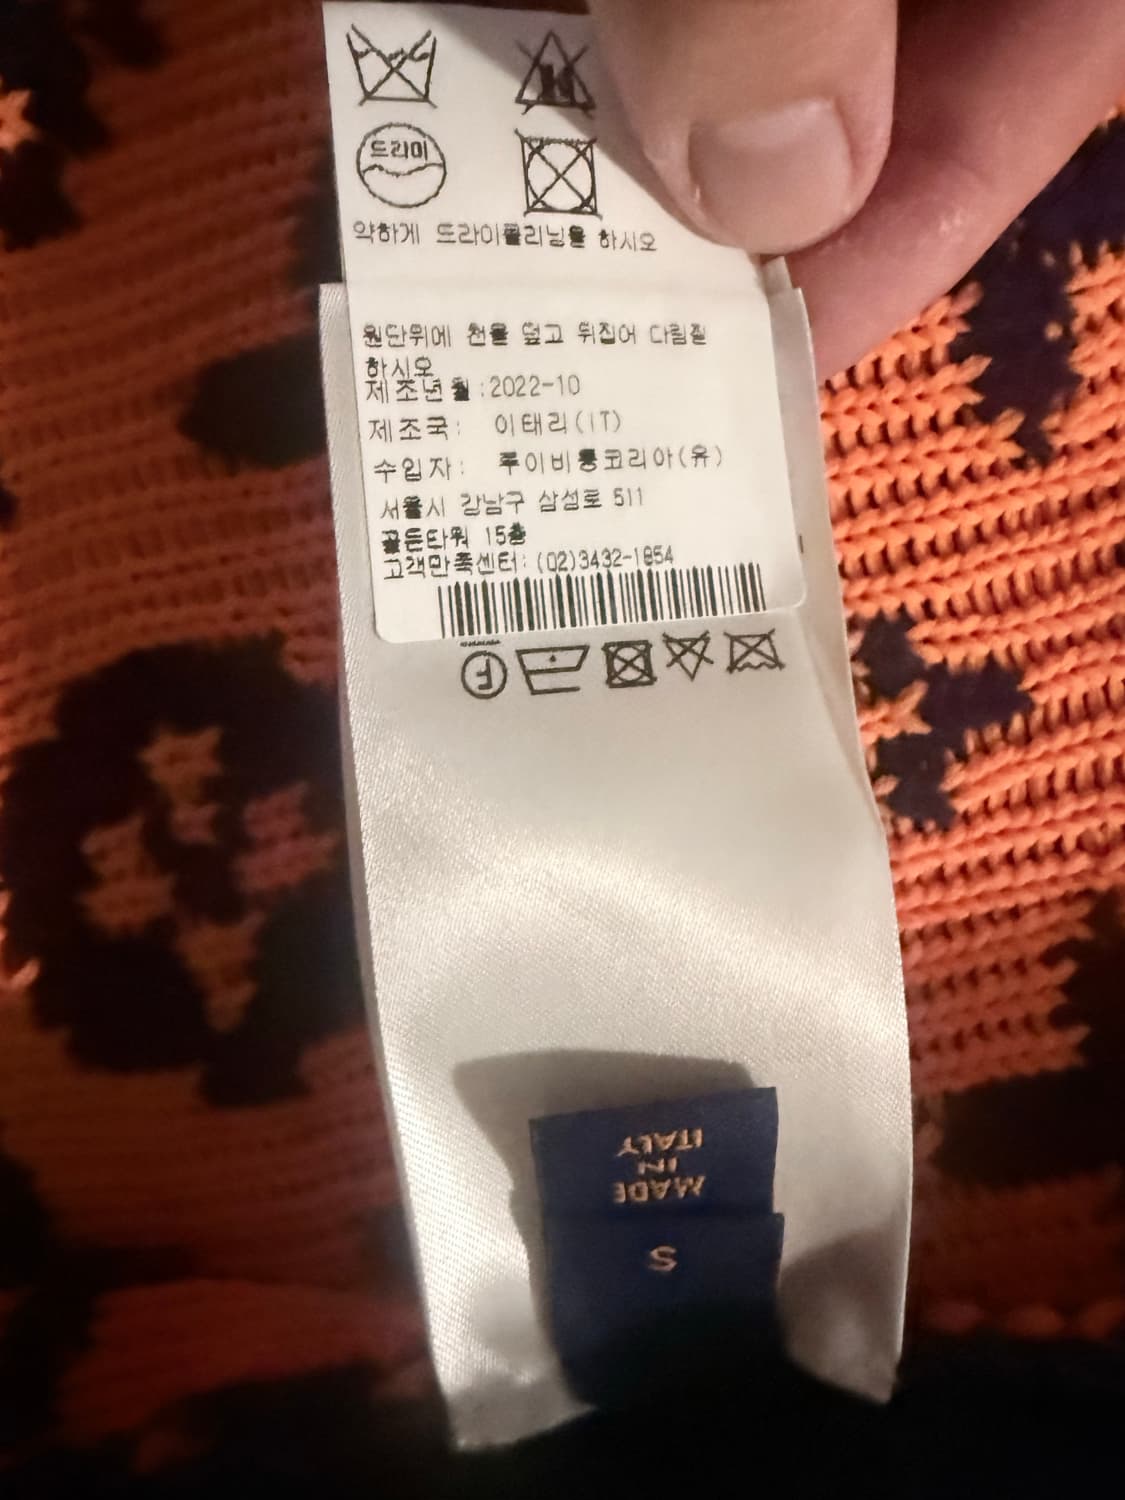 드라이
약하게 드라이클리닝을 하시오
원단위에 천을 덮고 뒤집어 다림질
하시오
제조년월:2022-10
제조국: 이태리(IT)
수입자: 루이비통코리아(유)
서울시 강남구 삼성로 511
골든타워 15층
고객만족센터:(02)3432-1854
F
MADE
IN
ITALY
S